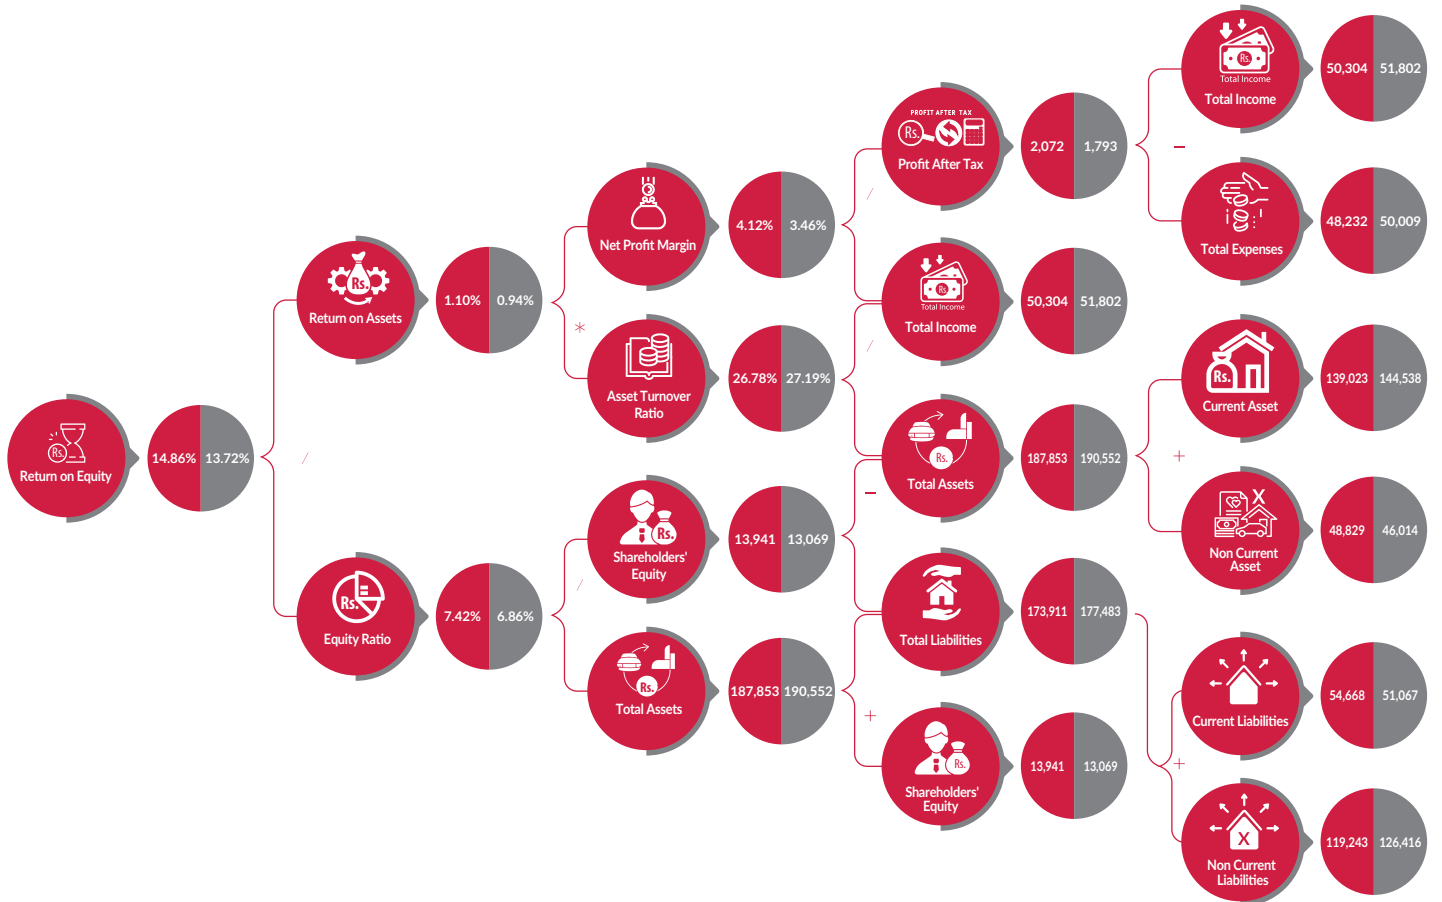 Rs.
Return on Equity
14.86% 13.72%
/
Rs.
Return on Assets
1.10% 0.94%
Rs.
Equity Ratio
7.42% 6.86%
Net Profit Margin
4.12% 3.46%
*
Asset Turnover
Ratio
26.78% 27.19%
Rs.
Shareholders'
Equity
13,941 13,069
/
Rs.
Total Assets
187,853 190,552
PROFIT AFTER TAX
Rs.
Profit After Tax
2,072 1,793
/
Rs.
Total Income
Total Income
50,304 51,802
/
Rs.
Total Assets
187,853 190,552
−
Total Liabilities
173,911 177,483
+
Rs.
Shareholders'
Equity
13,941 13,069
Rs.
Total Income
Total Income
50,304 51,802
−
Total Expenses
48,232 50,009
Rs.
Current Asset
139,023 144,538
+
X
Non Current
Asset
48,829 46,014
Current Liabilities
54,668 51,067
+
X
Non Current
Liabilities
119,243 126,416